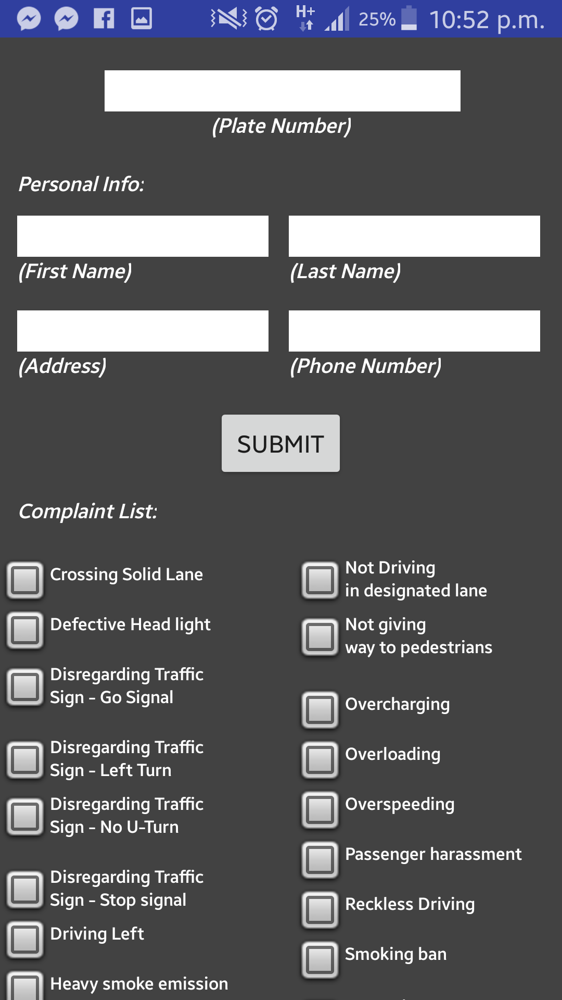 H+
25%
10:52 p.m.
(Plate Number)
Personal Info:
(First Name)
(Last Name)
(Address)
(Phone Number)
SUBMIT
Complaint List:
Crossing Solid Lane
Defective Head light
Disregarding Traffic
Sign - Go Signal
Disregarding Traffic
Sign - Left Turn
Disregarding Traffic
Sign - No U-Turn
Disregarding Traffic
Sign - Stop signal
Driving Left
Heavy smoke emission
Not Driving
in designated lane
Not giving
way to pedestrians
Overcharging
Overloading
Overspeeding
Passenger harassment
Reckless Driving
Smoking ban